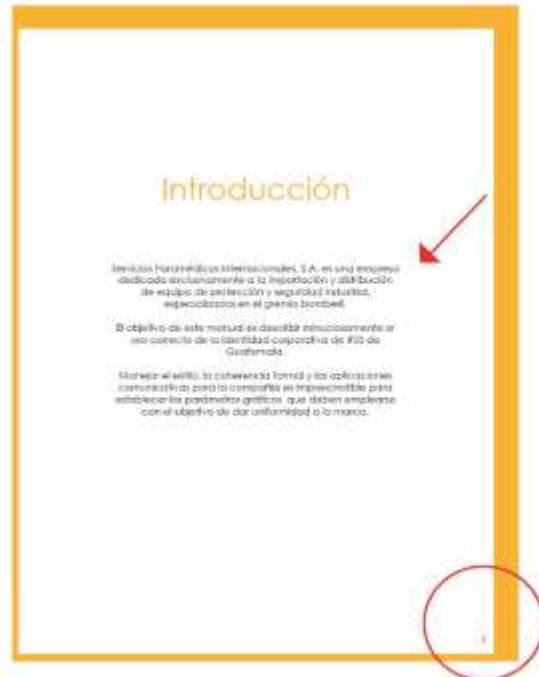 Introducción
Servicios Paramédicos Internacionales, S.A. es una empresa
dedicada exclusivamente a la importación y distribución
de equipo de protección y seguridad industrial,
especializados en el gremio bomberil.
El objetivo de este manual es describir minuciosamente el
uso correcto de la identidad corporativa de IPSS de
Guatemala.
Manejar el estilo, la coherencia formal y las aplicaciones
comunicativas para la compañía es imprescindible para
establecer los parámetros gráficos que deben emplearse
con el objetivo de dar uniformidad a la marca.